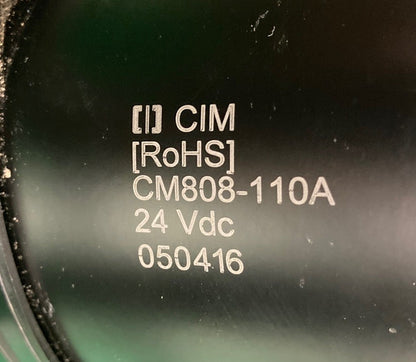 CIM
[RoHS]
CM808-110A
24 Vdc
050416